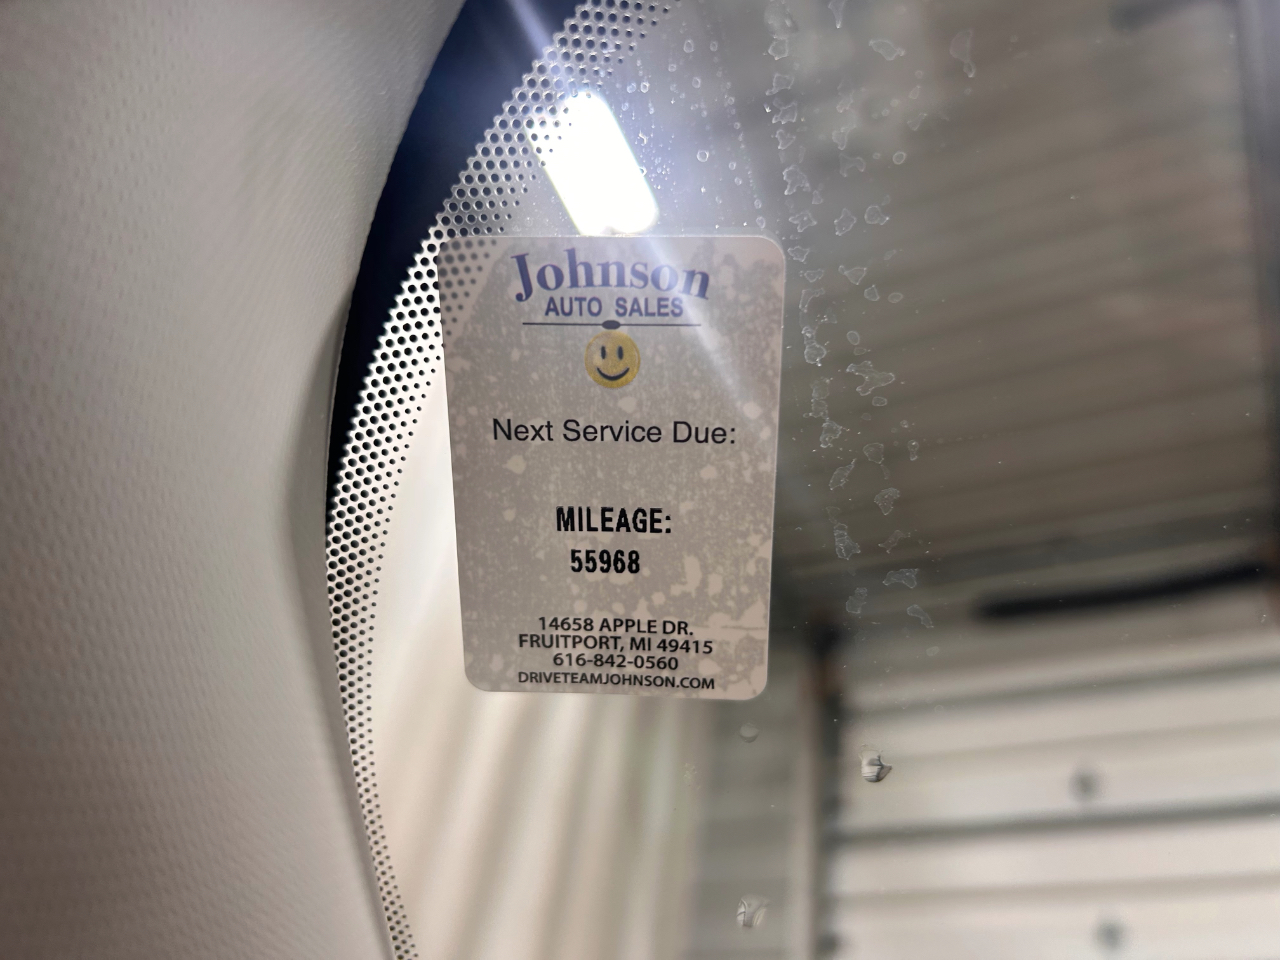 Johnson
AUTO SALES
Next Service Due:
MILEAGE:
55968
14658 APPLE DR.
FRUITPORT, MI 49415
616-842-0560
DRIVETEAMJOHNSON.COM